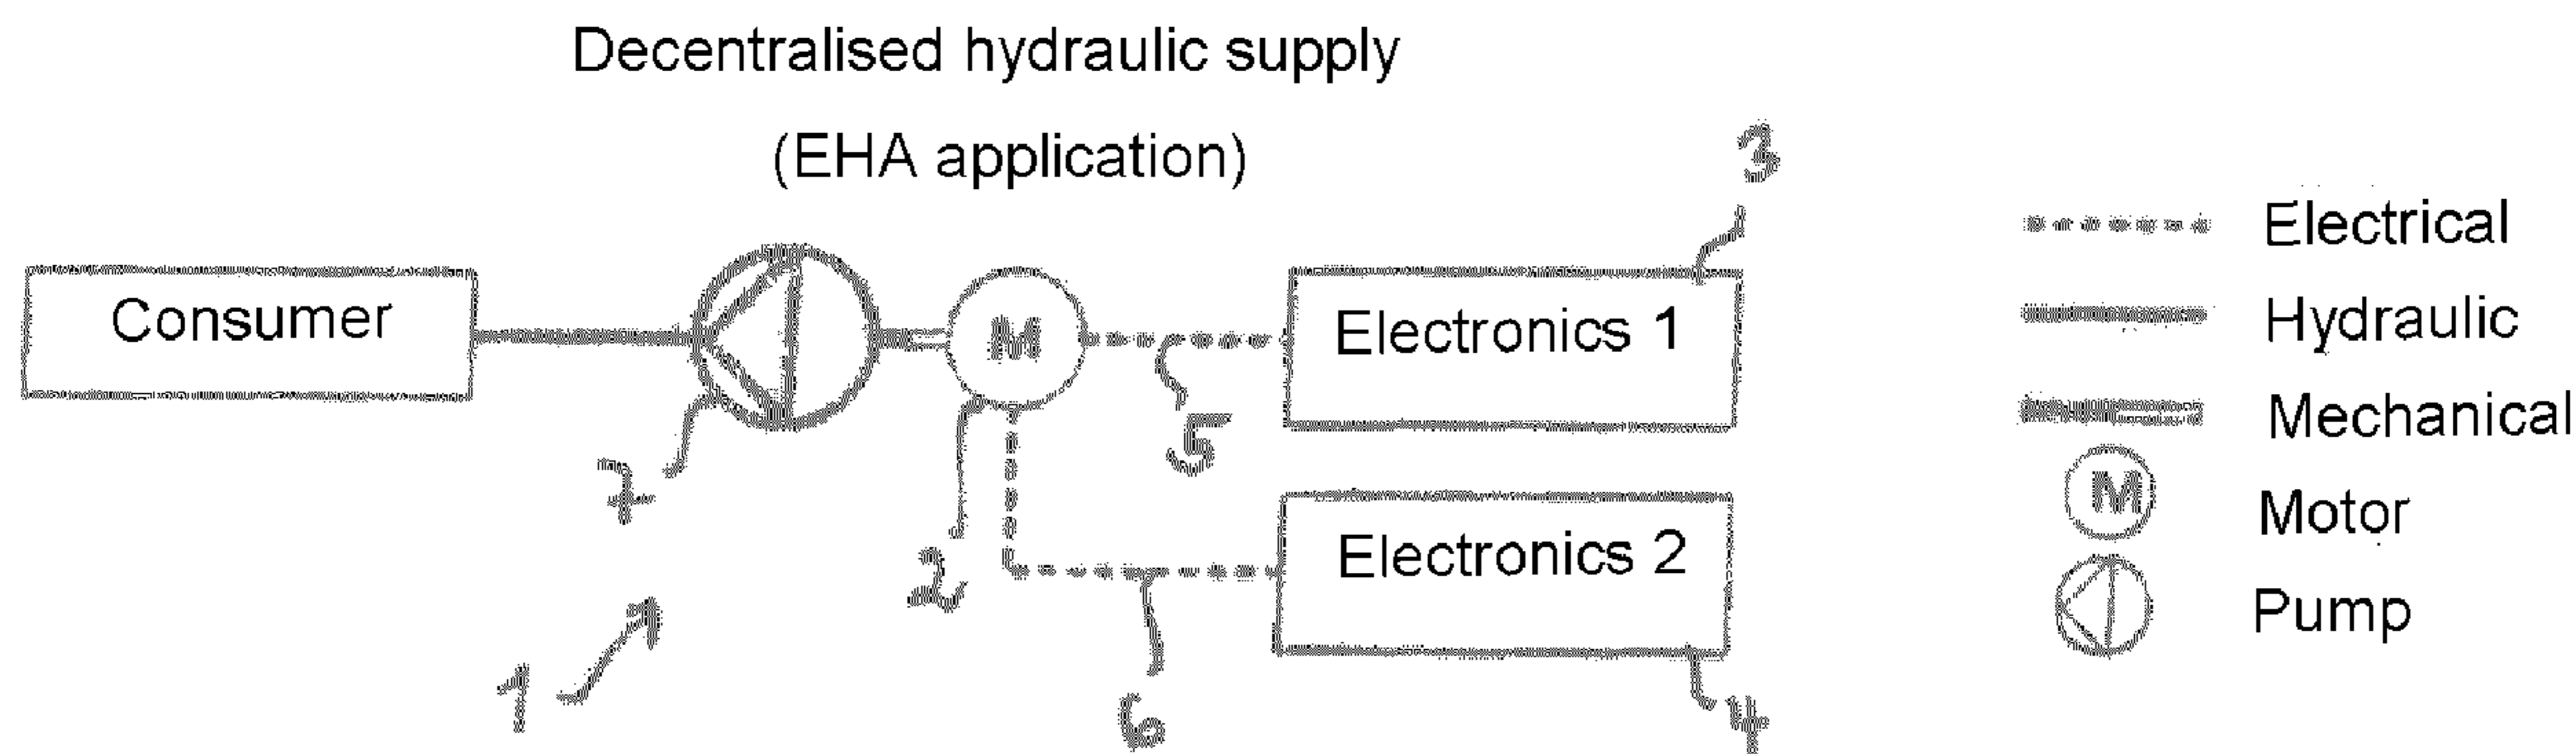 Decentralised hydraulic supply
(EHA application)
3
Electrical
Consumer
M
Electronics 1
Hydraulic
5
Mechanical
7
M
Motor
2
Electronics 2
Pump
1
6
4